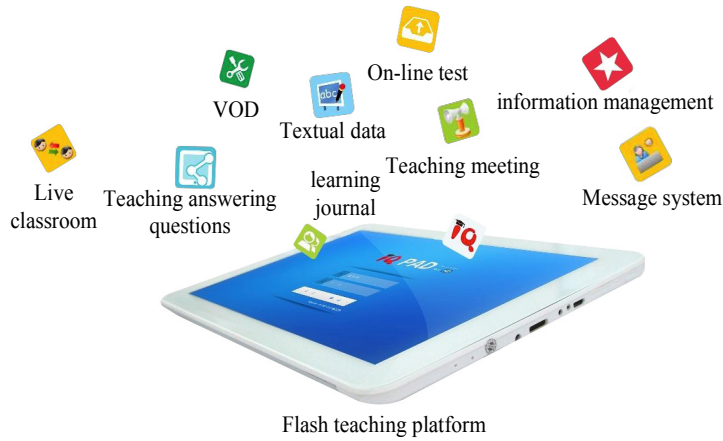 On-line test
VOD
information management
Textual data
abc
Teaching meeting
Live
classroom
Teaching answering
questions
learning
journal
Message system
IQ
IQ PAD
Flash teaching platform